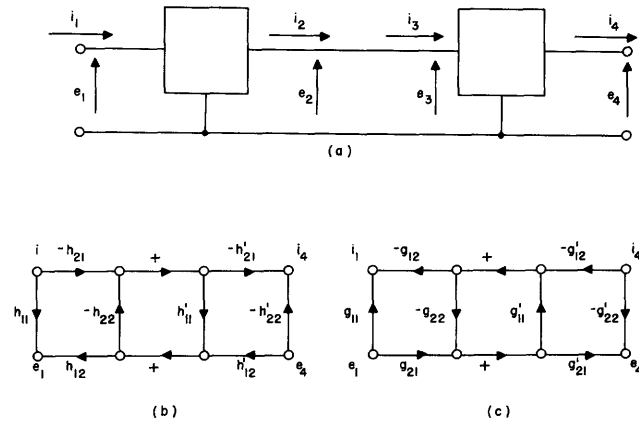 i₁ i₂ i₃ i₄
e₁ e₂ e₃ e₄
(a)
i -h₂₁ + -h'₂₁ i₄
h₁₁ -h₂₂ h'₁₁ -h'₂₂
e₁ h₁₂ + h'₁₂ e₄
(b)
i₁ -g₁₂ + -g'₁₂ i₄
g₁₁ -g₂₂ g'₁₁ -g'₂₂
e₁ g₂₁ + g'₂₁ e₄
(c)